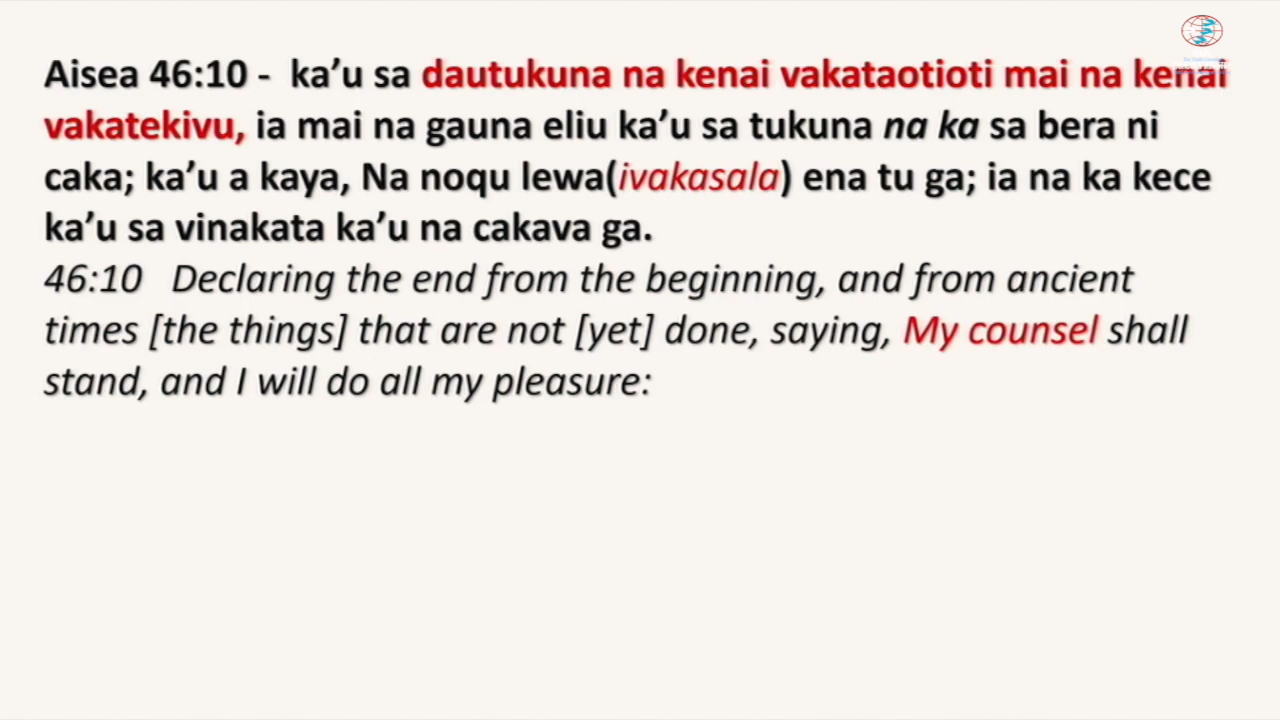 Aisea 46:10 - ka’u sa dautukuna na kenai vakataotioti mai na kenai
vakatekivu, ia mai na gauna eliu ka’u sa tukuna na ka sa bera ni
caka; ka’u a kaya, Na noqu lewa(ivakasala) ena tu ga; ia na ka kece
ka’u sa vinakata ka’u na cakava ga.
46:10 Declaring the end from the beginning, and from ancient
times [the things] that are not [yet] done, saying, My counsel shall
stand, and I will do all my pleasure: